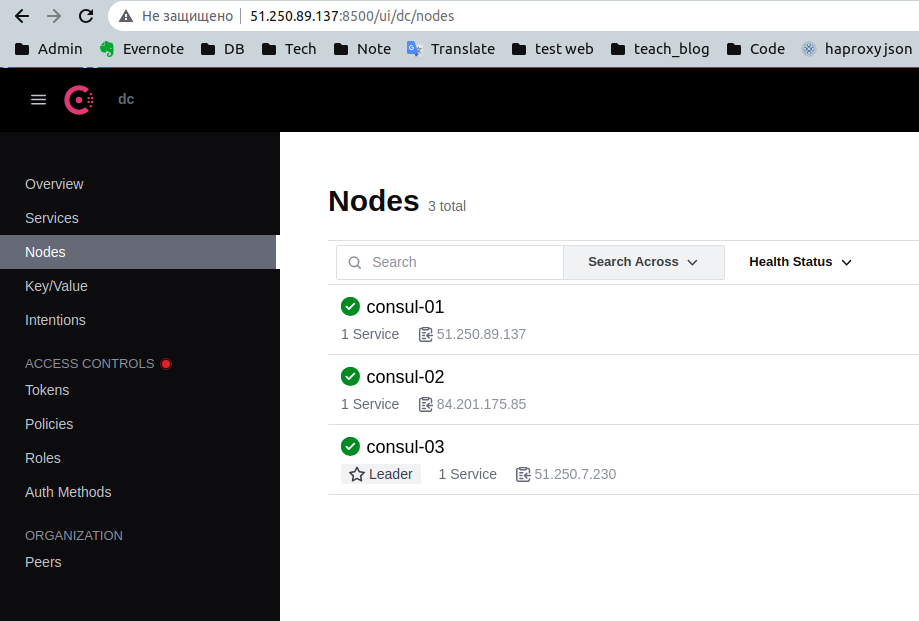 Не защищено | 51.250.89.137:8500/ui/dc/nodes
Admin Evernote DB Tech Note Translate test web teach_blog Code haproxyjson
dc
Overview
Services
Nodes
Key/Value
Intentions
ACCESS CONTROLS
Tokens
Policies
Roles
Auth Methods
ORGANIZATION
Peers
Nodes 3 total
Search Search Across Health Status
consul-01
1 Service 51.250.89.137
consul-02
1 Service 84.201.175.85
consul-03
Leader 1 Service 51.250.7.230